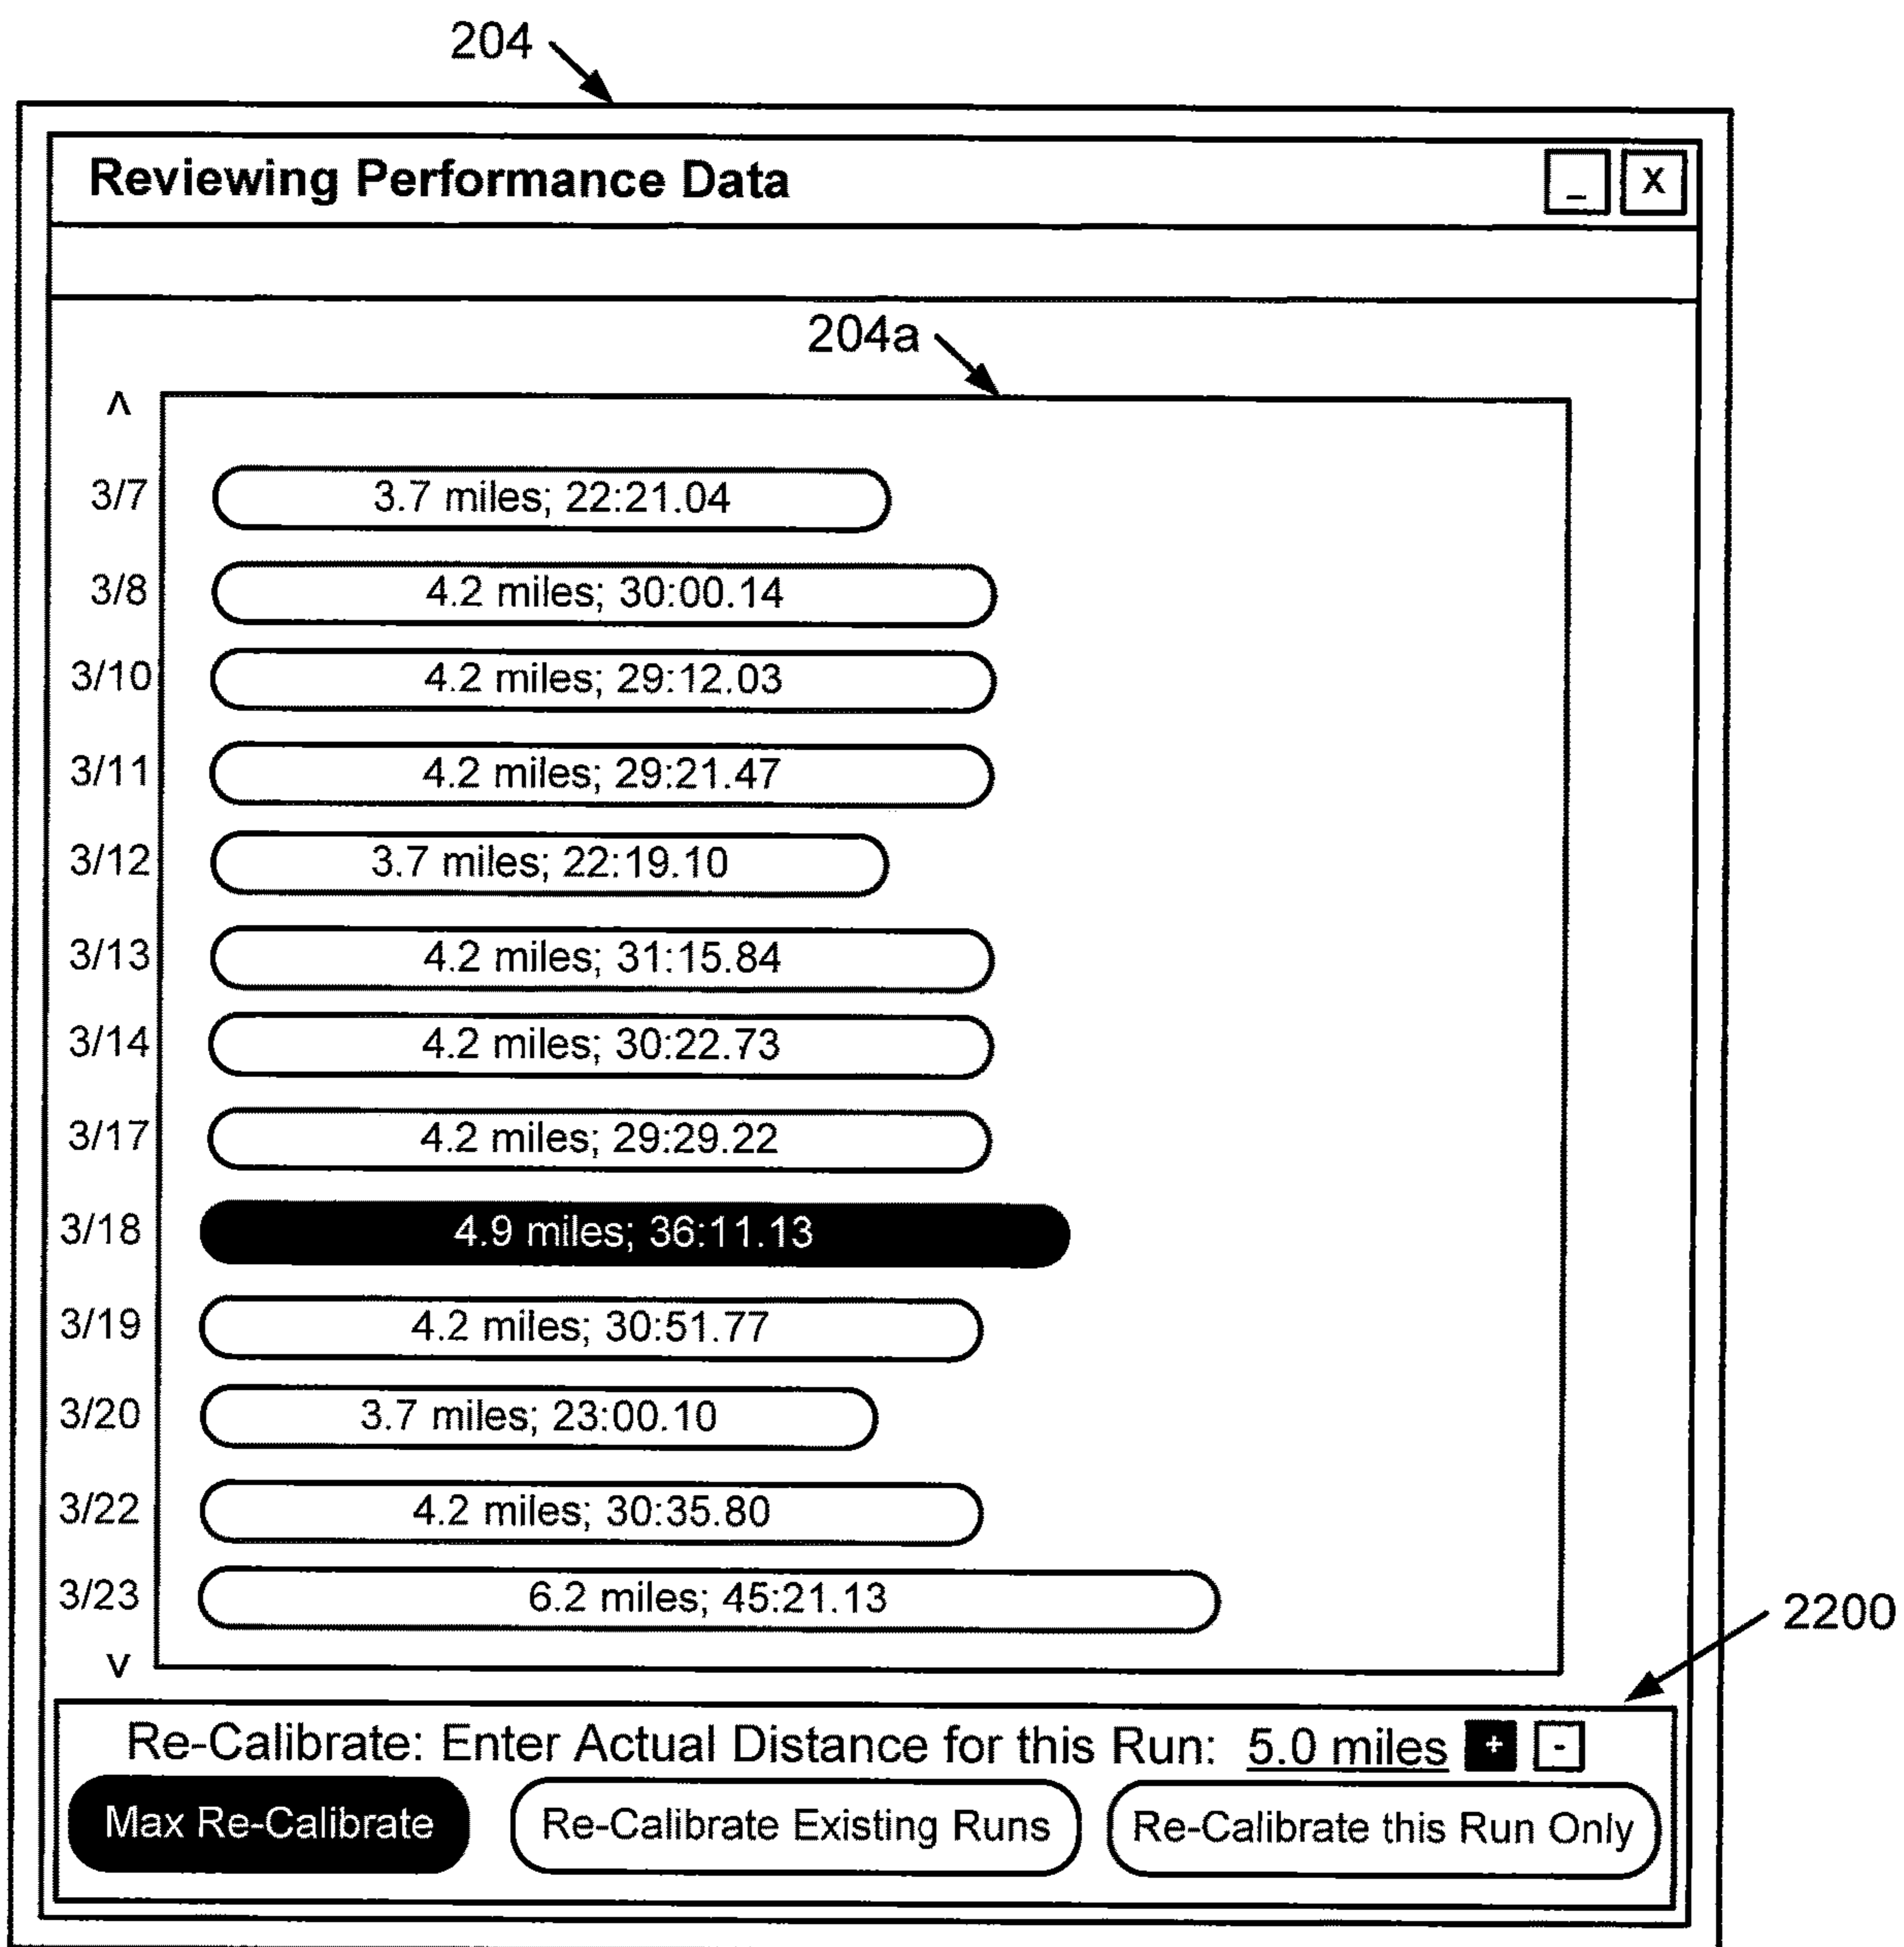 204
Reviewing Performance Data _ X
204a
^
3/7 3.7 miles; 22:21.04
3/8 4.2 miles; 30:00.14
3/10 4.2 miles; 29:12.03
3/11 4.2 miles; 29:21.47
3/12 3.7 miles; 22:19.10
3/13 4.2 miles; 31:15.84
3/14 4.2 miles; 30:22.73
3/17 4.2 miles; 29:29.22
3/18 4.9 miles; 36:11.13
3/19 4.2 miles; 30:51.77
3/20 3.7 miles; 23:00.10
3/22 4.2 miles; 30:35.80
3/23 6.2 miles; 45:21.13
2200
v
Re-Calibrate: Enter Actual Distance for this Run: 5.0 miles + -
Max Re-Calibrate Re-Calibrate Existing Runs Re-Calibrate this Run Only